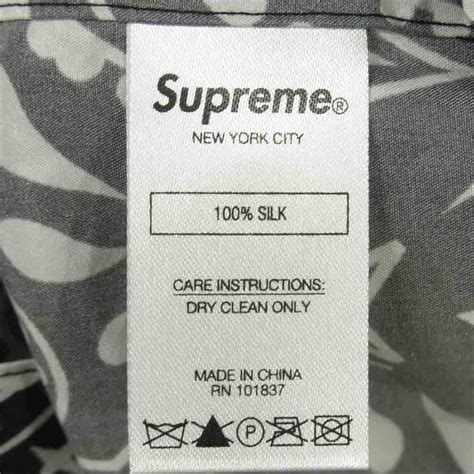 Supreme®
NEW YORK CITY
100% SILK
CARE INSTRUCTIONS:
DRY CLEAN ONLY
MADE IN CHINA
RN 101837
P